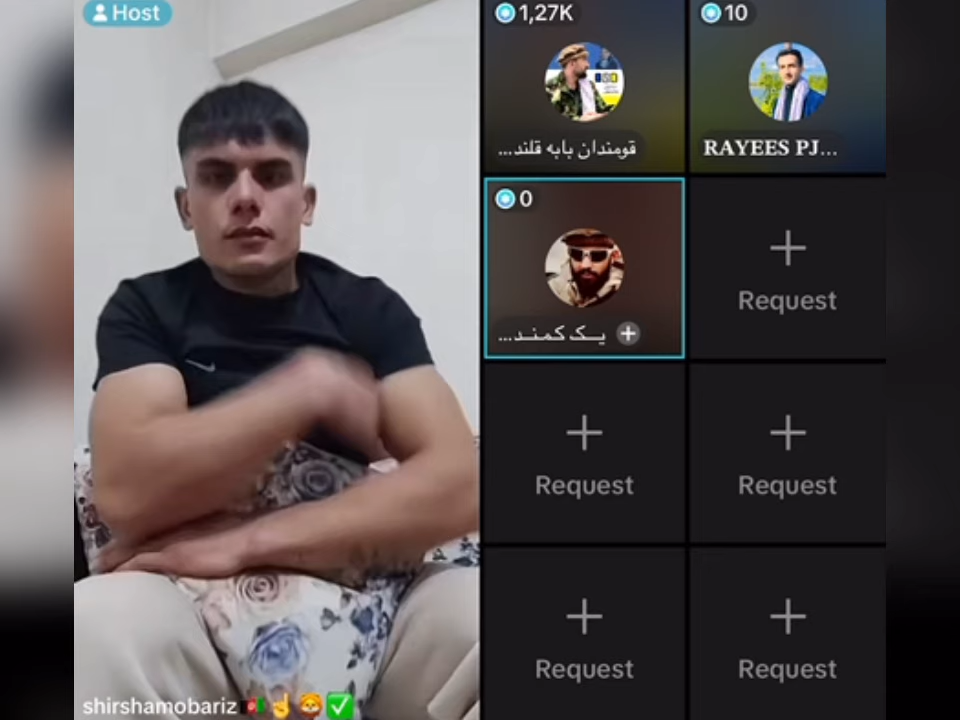 Host
1,27K
قومندان بابه قلند...
10
RAYEES PJ...
0
یک کمند...
Request
Request
Request
Request
Request
shirshamobariz🇦🇫☝️🦁✅